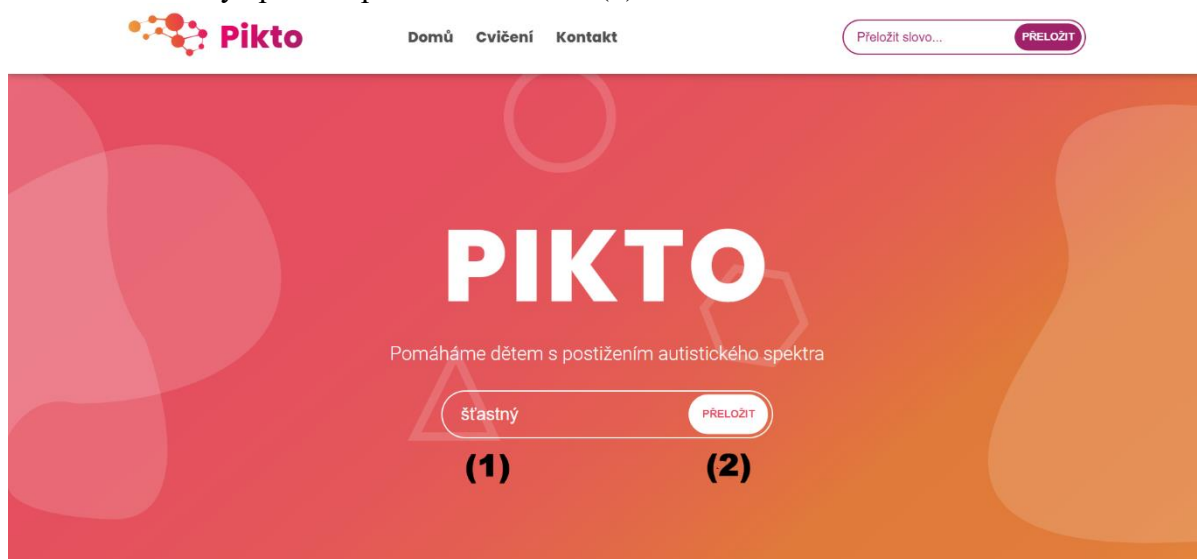 Pikto
Domů Cvičení Kontakt
Přeložit slovo... PŘELOŽIT
PIKTO
Pomáháme dětem s postižením autistického spektra
šťastný PŘELOŽIT
(1) (2)